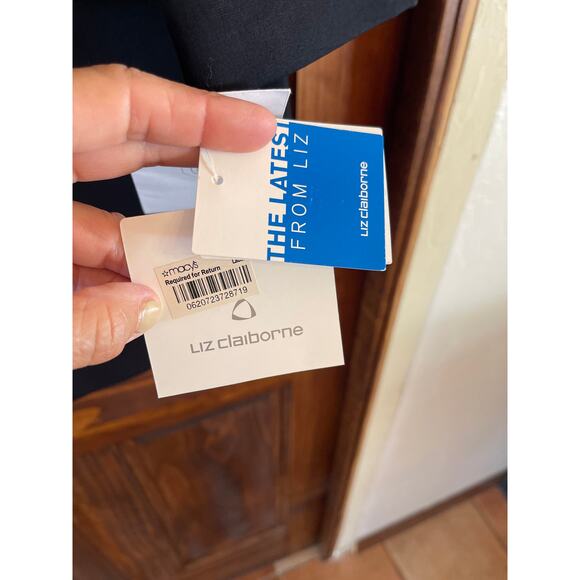 THE LATEST
FROM LIZ
LIZ claiborne
macys
Required for Return
0620723728719
LIZ claiborne